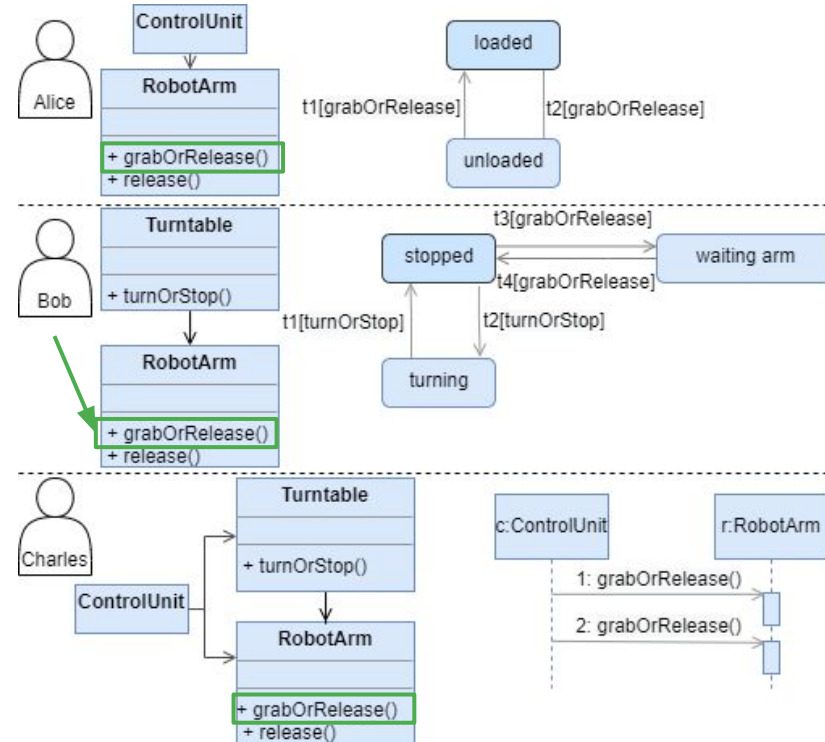 ControlUnit
Alice
RobotArm
+ grabOrRelease()
+ release()
loaded
t1[grabOrRelease]
t2[grabOrRelease]
unloaded
Bob
Turntable
+ turnOrStop()
RobotArm
+ grabOrRelease()
+ release()
t3[grabOrRelease]
stopped
waiting arm
t4[grabOrRelease]
t1[turnOrStop]
t2[turnOrStop]
turning
Charles
ControlUnit
Turntable
+ turnOrStop()
RobotArm
+ grabOrRelease()
+ release()
c:ControlUnit
r:RobotArm
1: grabOrRelease()
2: grabOrRelease()